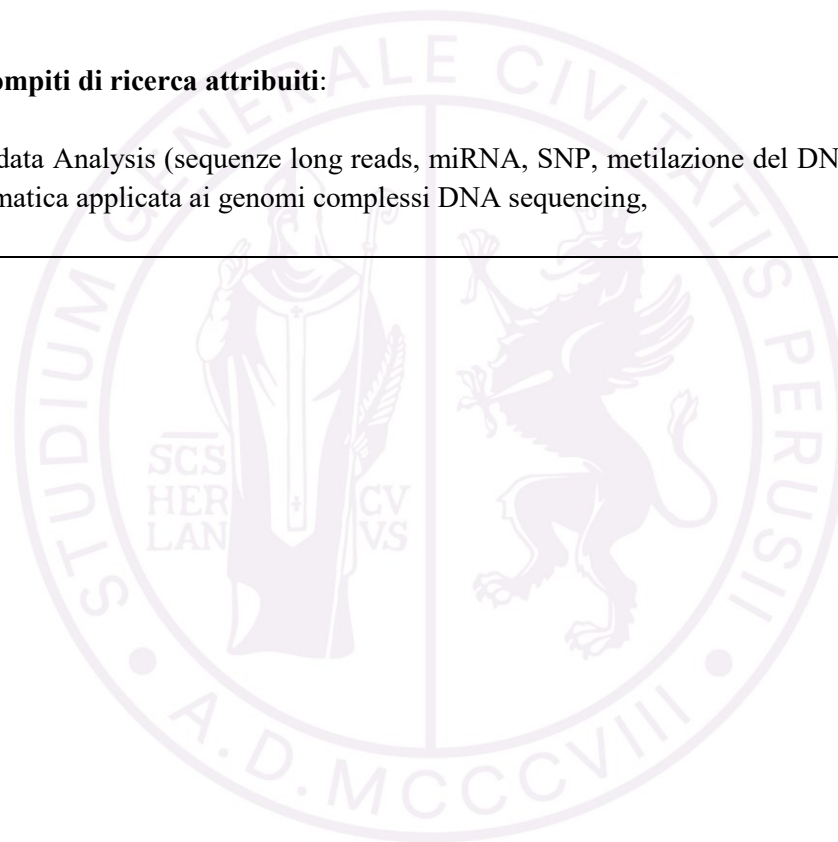 ompiti di ricerca attribuiti:
data Analysis (sequenze long reads, miRNA, SNP, metilazione del DN
matica applicata ai genomi complessi DNA sequencing,
STUDIUM GENERALE CIVITATIS PERUSII
SCS
HER
LAN
CV
VS
A.D. MCCCVIII